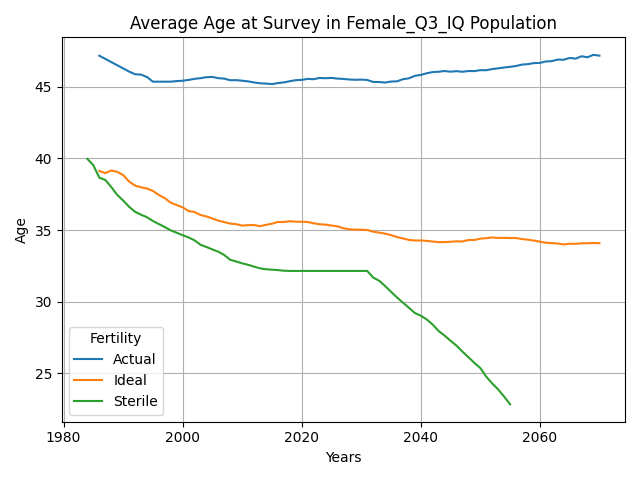 Average Age at Survey in Female_Q3_IQ Population
Age
45
40
35
30
25
Fertility
Actual
Ideal
Sterile
1980
2000
2020
2040
2060
Years